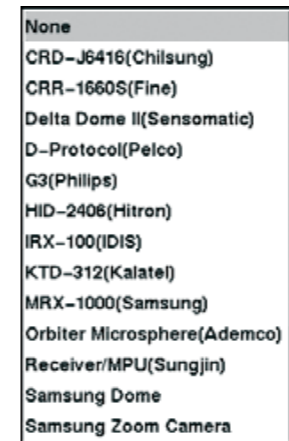 None
CRD-J6416(Chilsung)
CRR-1660S(Fine)
Delta Dome II(Sensomatic)
D-Protocol(Pelco)
G3(Philips)
HID-2406(Hitron)
IRX-100(IDIS)
KTD-312(Kalatel)
MRX-1000(Samsung)
Orbiter Microsphere(Ademco)
Receiver/MPU(Sungjin)
Samsung Dome
Samsung Zoom Camera